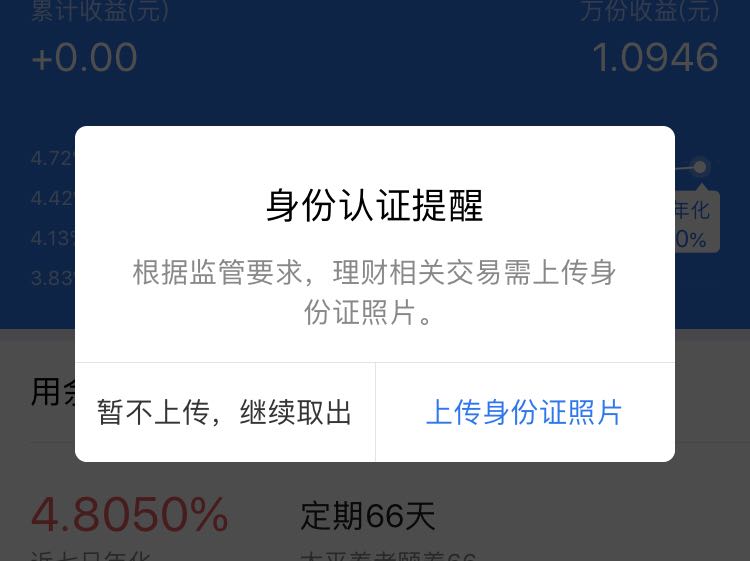 累计收益(元)
万份收益(元)
+0.00
1.0946
4.72%
4.42%
4.13%
3.83%
年化
0%
身份认证提醒
根据监管要求，理财相关交易需上传身
份证照片。
暂不上传，继续取出
上传身份证照片
用余
4.8050%
定期66天
近七日年化
太平养老颐养66